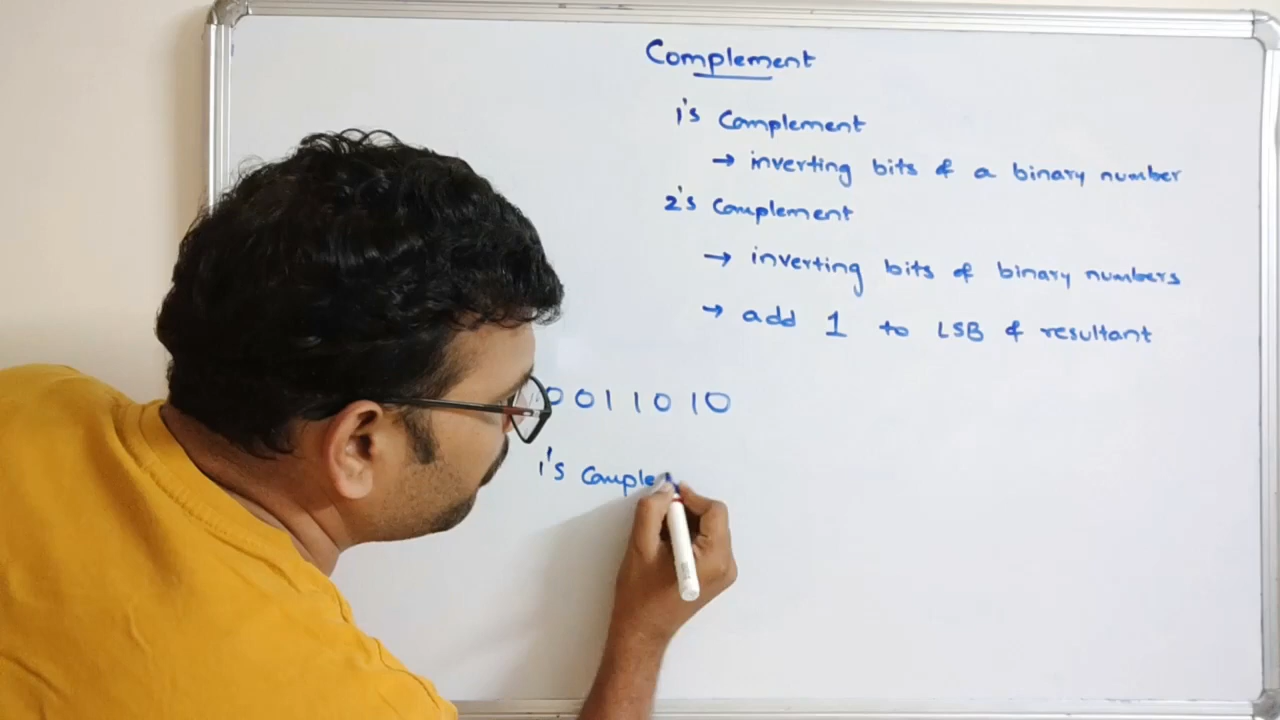 Complement
1's Complement
→ inverting bits of a binary number
2's Complement
→ inverting bits of binary numbers
→ add 1 to LSB of resultant
0011010
1's Comple